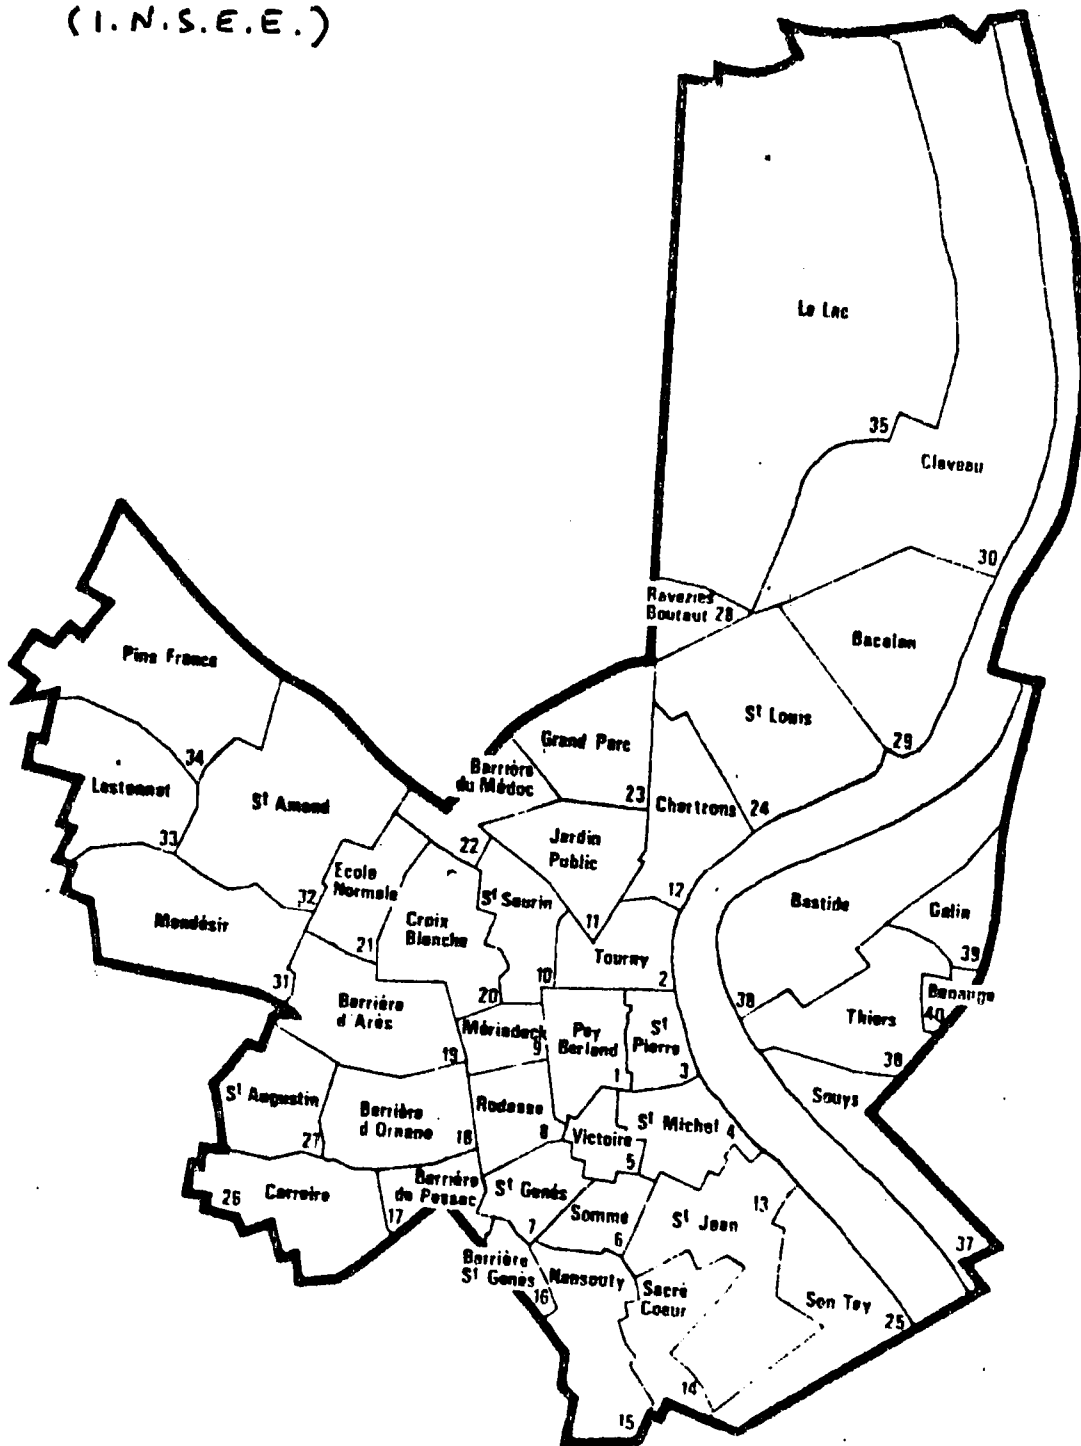 (I.N.S.E.E.)
Le Lac
35
Claveau
30
Ravezies
Boutaut 28
Bacalan
Pins Francs
St Louis
29
34
Grand Parc
Barrière
du Médoc
Lestonnat
St Amand
23
Chartrons
24
33
22
Jardin
Public
Ecole
Normale
32
St Seurin
12
Bastide
Galin
Mondésir
Croix
Blanche
11
21
Tourny
39
31
10
2
Benauge
20
38
40
Barrière
d'Arès
Mériadeck
9
Pey
Berland
St
Pierre
Thiers
19
1
3
36
St Augustin
Barrière
d'Ornano
Rodesse
Souys
18
8
Victoire
St Michel 4
27
5
Barrière
de Pessac
St Genès
26
Carreire
17
Somme
13
St Jean
7
6
37
Barrière
St Genès
Nansouty
16
Sacré
Coeur
Son Tay
25
14
15